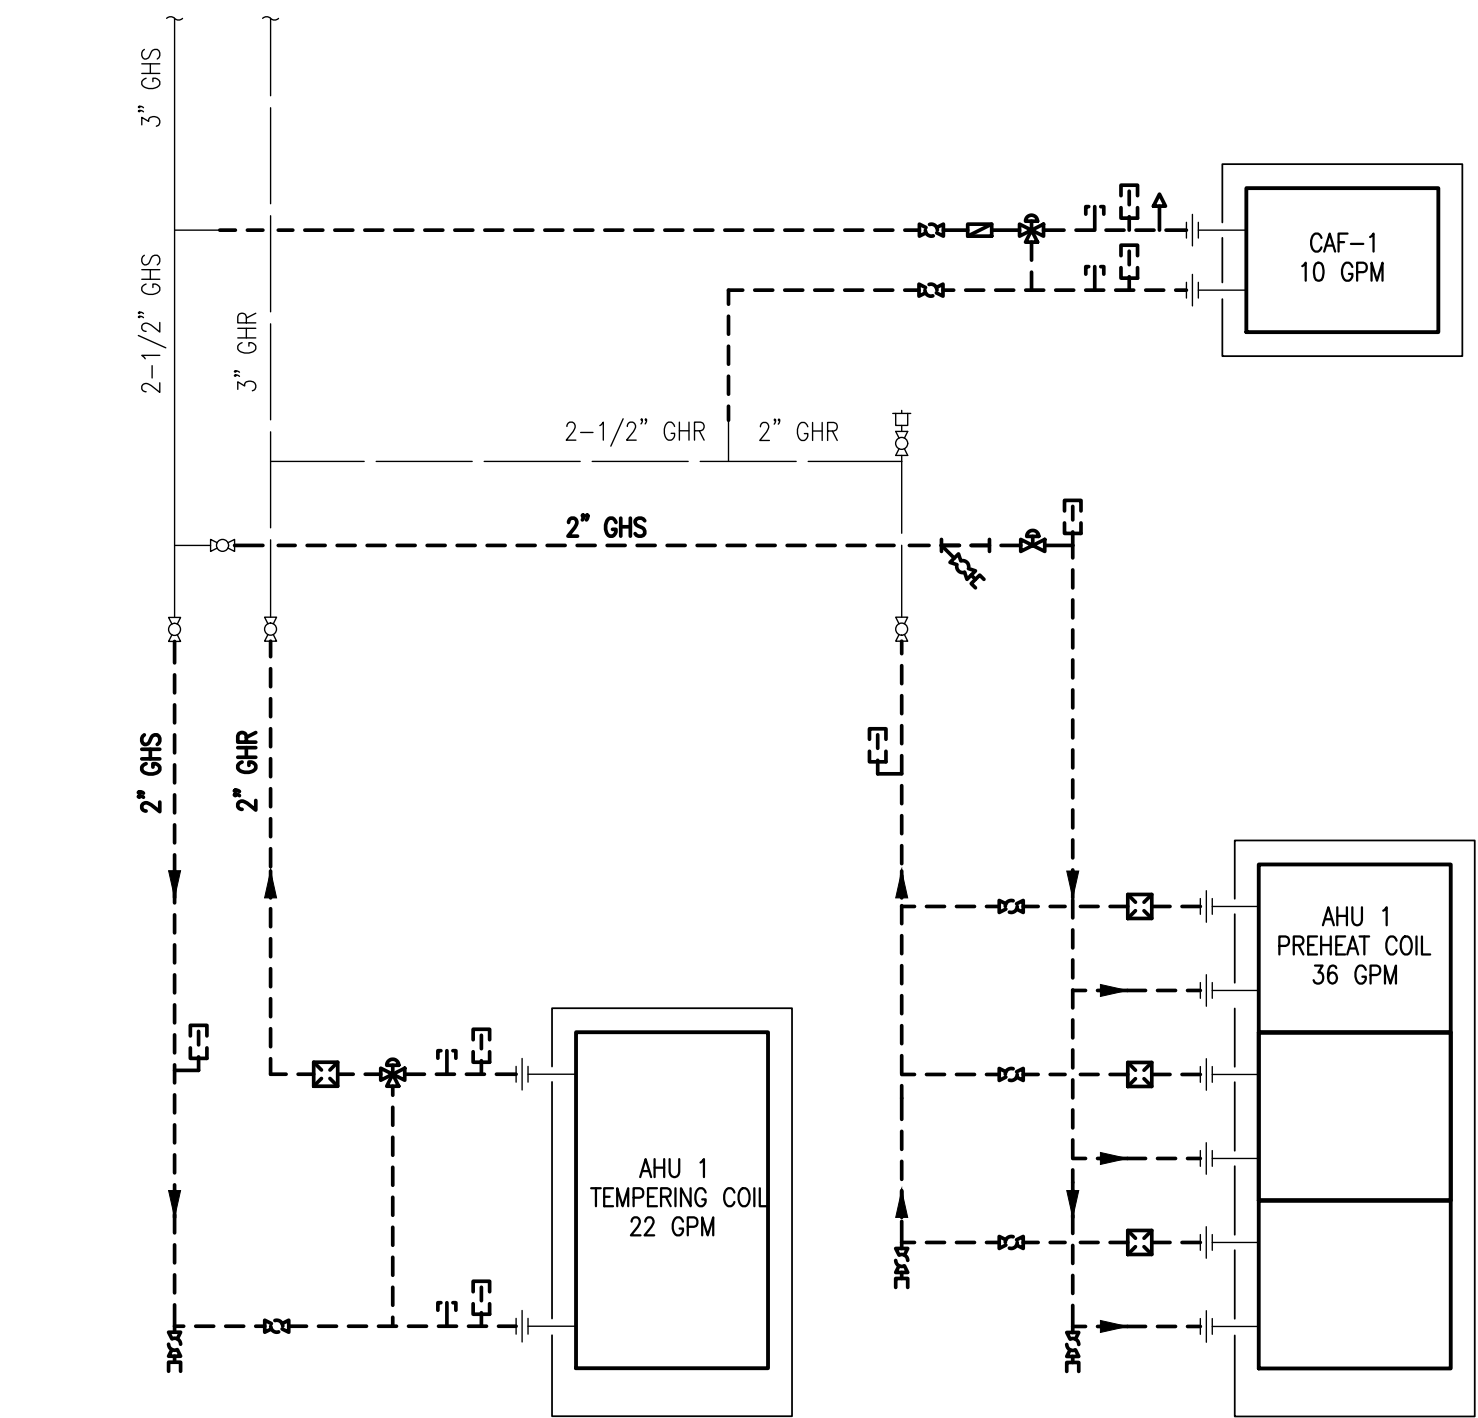 3" GHS
CAF-1
10 GPM
2-1/2" GHS
3" GHR
2-1/2" GHR
2" GHR
2" GHS
2" GHS
2" GHR
AHU 1
PREHEAT COIL
36 GPM
AHU 1
TEMPERING COIL
22 GPM